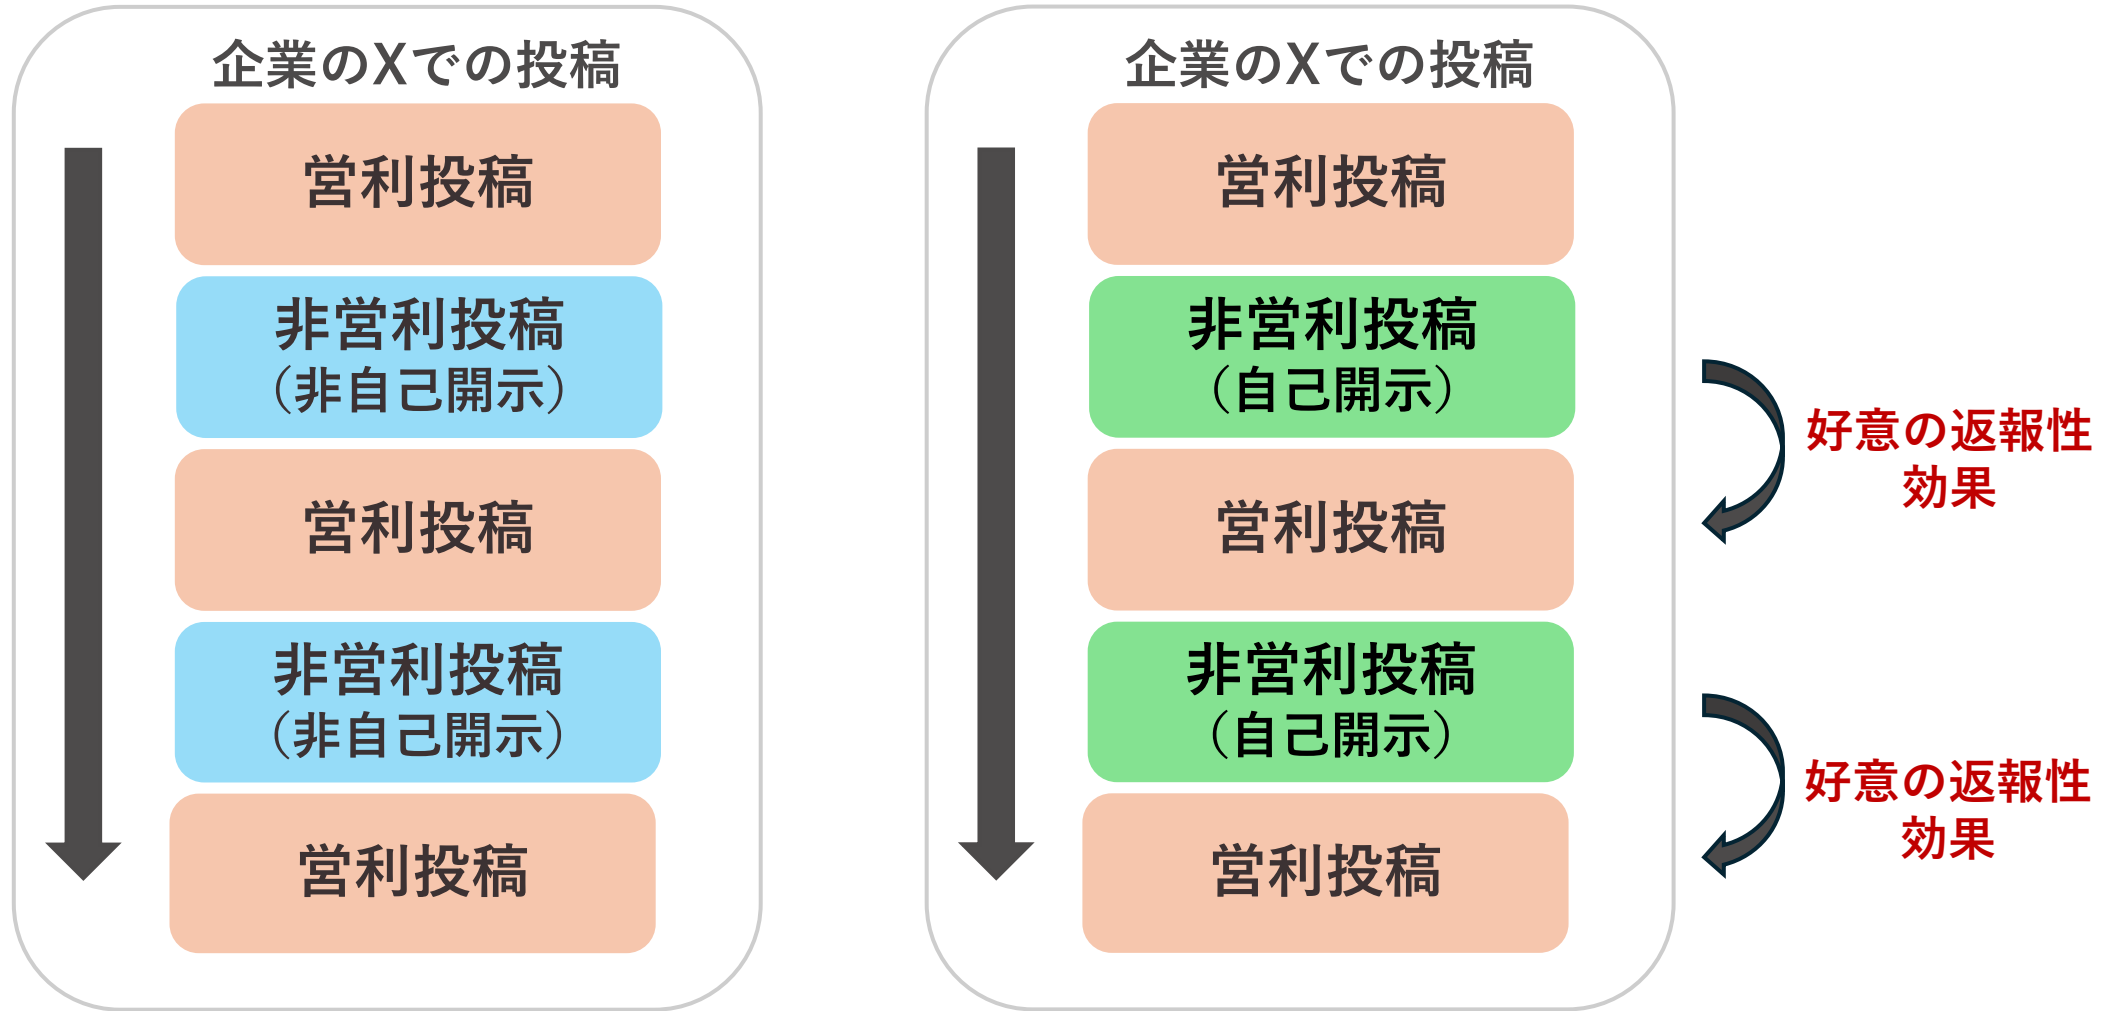 企業のXでの投稿
営利投稿
非営利投稿
（非自己開示）
営利投稿
非営利投稿
（非自己開示）
営利投稿
企業のXでの投稿
営利投稿
非営利投稿
（自己開示）
営利投稿
非営利投稿
（自己開示）
営利投稿
好意の返報性
効果
好意の返報性
効果